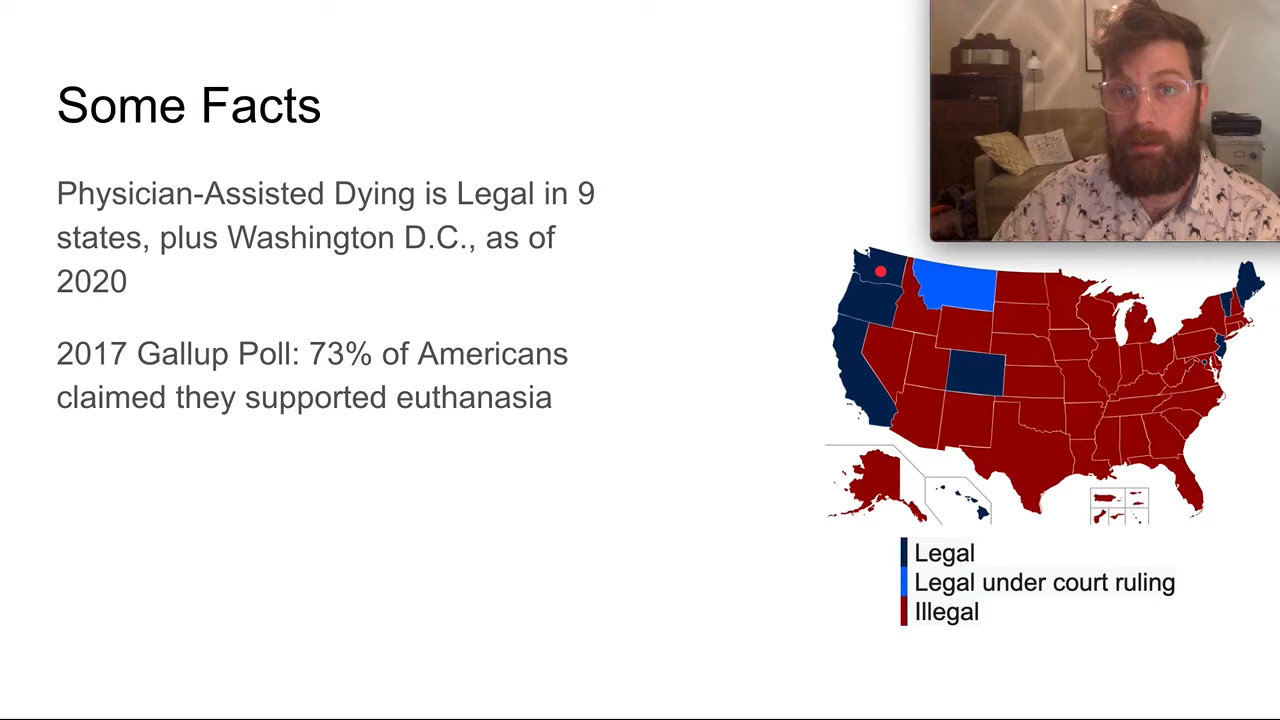 Some Facts
Physician-Assisted Dying is Legal in 9
states, plus Washington D.C., as of
2020
2017 Gallup Poll: 73% of Americans
claimed they supported euthanasia
Legal
Legal under court ruling
Illegal